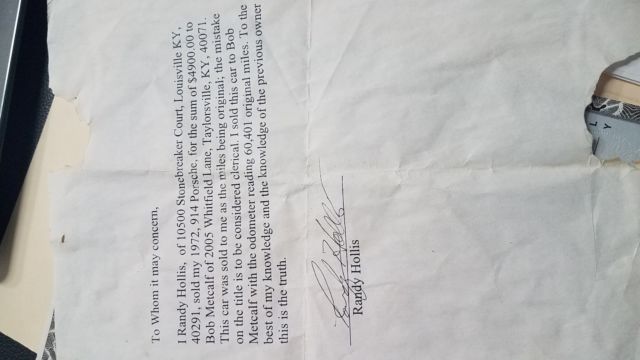 To Whom it may concern,
I Randy Hollis, of 10500 Stonebreaker Court, Louisville KY,
40291, sold my 1972, 914 Porsche, for the sum of $4900.00 to
Bob Metcalf of 2005 Whitfield Lane, Taylorsville, KY, 40071.
This car was sold to me as the miles being original; the mistake
on the title is to be considered clerical. I sold this car to Bob
Metcalf with the odometer reading 60,401 original miles. To the
best of my knowledge and the knowledge of the previous owner
this is the truth.
Randy Hollis